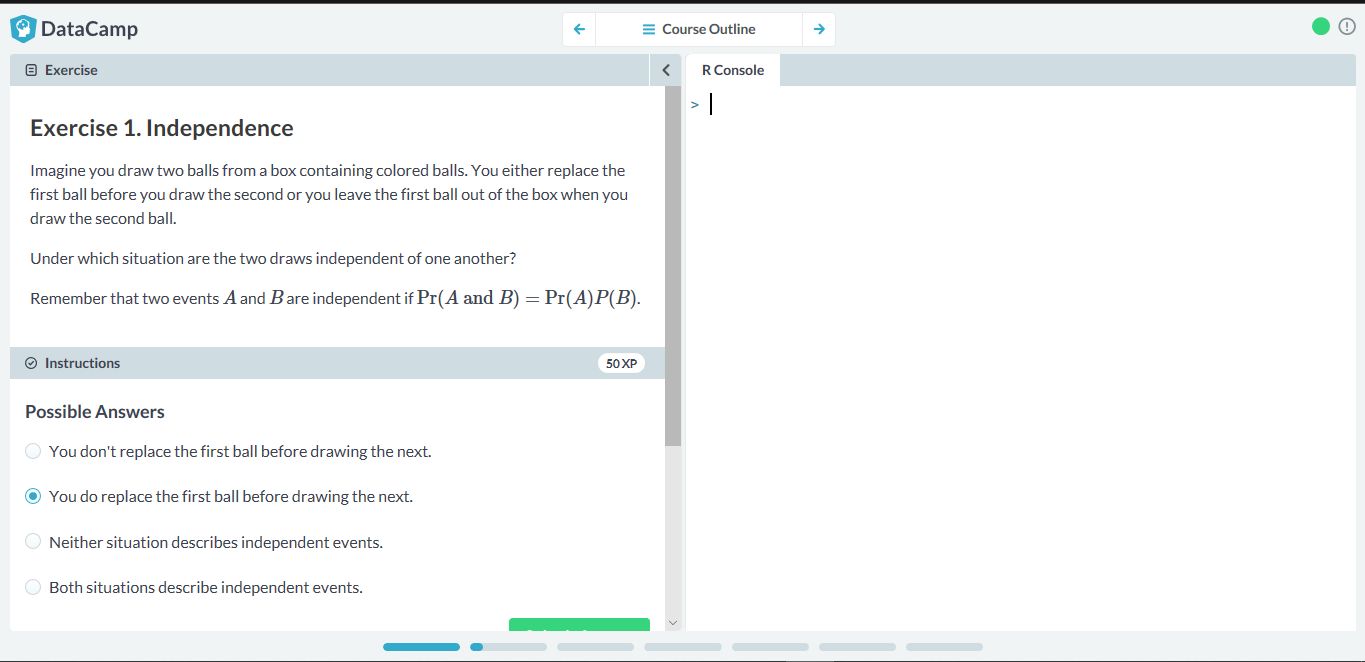 DataCamp
Course Outline
Exercise
R Console
Exercise 1. Independence
Imagine you draw two balls from a box containing colored balls. You either replace the
first ball before you draw the second or you leave the first ball out of the box when you
draw the second ball.
Under which situation are the two draws independent of one another?
Remember that two events A and B are independent if Pr(A and B) = Pr(A)P(B).
Instructions
50 XP
Possible Answers
You don't replace the first ball before drawing the next.
You do replace the first ball before drawing the next.
Neither situation describes independent events.
Both situations describe independent events.
>